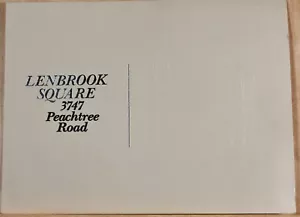 LENBROOK
SQUARE
3747
Peachtree
Road